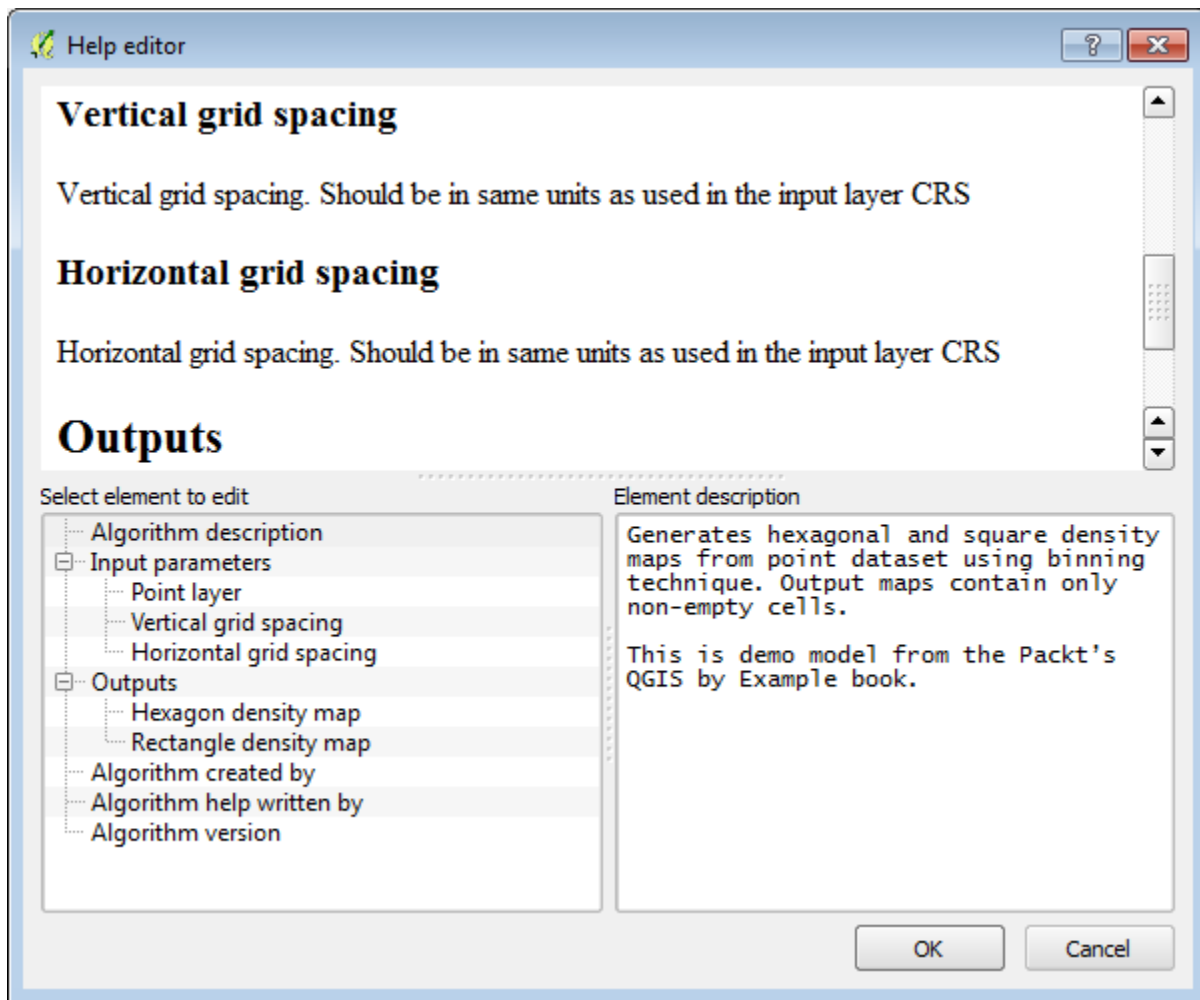 Help editor
Vertical grid spacing
Vertical grid spacing. Should be in same units as used in the input layer CRS
Horizontal grid spacing
Horizontal grid spacing. Should be in same units as used in the input layer CRS
Outputs
Select element to edit
Algorithm description
Input parameters
Point layer
Vertical grid spacing
Horizontal grid spacing
Outputs
Hexagon density map
Rectangle density map
Algorithm created by
Algorithm help written by
Algorithm version
Element description
Generates hexagonal and square density
maps from point dataset using binning
technique. Output maps contain only
non-empty cells.
This is demo model from the Packt's
QGIS by Example book.
OK
Cancel